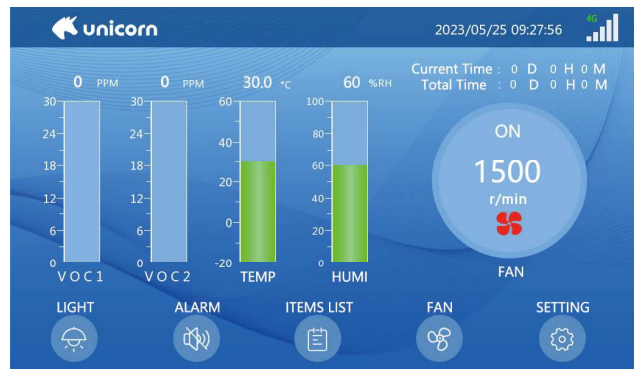 unicorn
2023/05/25 09:27:56
4G
Current Time : 0 D 0 H 0 M
Total Time : 0 D 0 H 0 M
0 PPM
0 PPM
30.0 °C
60 %RH
30
24
18
12
6
0
VOC1
30
24
18
12
6
0
VOC2
60
40
20
0
-20
TEMP
100
80
60
40
20
0
HUMI
ON
1500
r/min
FAN
LIGHT
ALARM
ITEMS LIST
FAN
SETTING